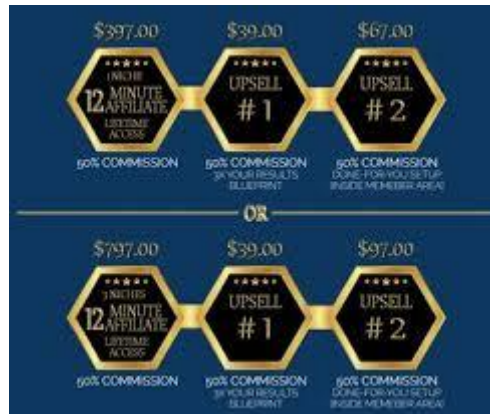 $397.00 $39.00 $67.00
1 NICHE
12 MINUTE
AFFILIATE
LIFETIME
ACCESS
UPSELL
#1
UPSELL
#2
50% COMMISSION
50% COMMISSION
3X YOUR RESULTS
BLUEPRINT
50% COMMISSION
DONE-FOR-YOU SETUP
(INSIDE MEMEBER AREA)
OR
$797.00 $39.00 $97.00
3 NICHES
12 MINUTE
AFFILIATE
LIFETIME
ACCESS
UPSELL
#1
UPSELL
#2
50% COMMISSION
50% COMMISSION
3X YOUR RESULTS
BLUEPRINT
50% COMMISSION
DONE-FOR-YOU SETUP
(INSIDE MEMEBER AREA)